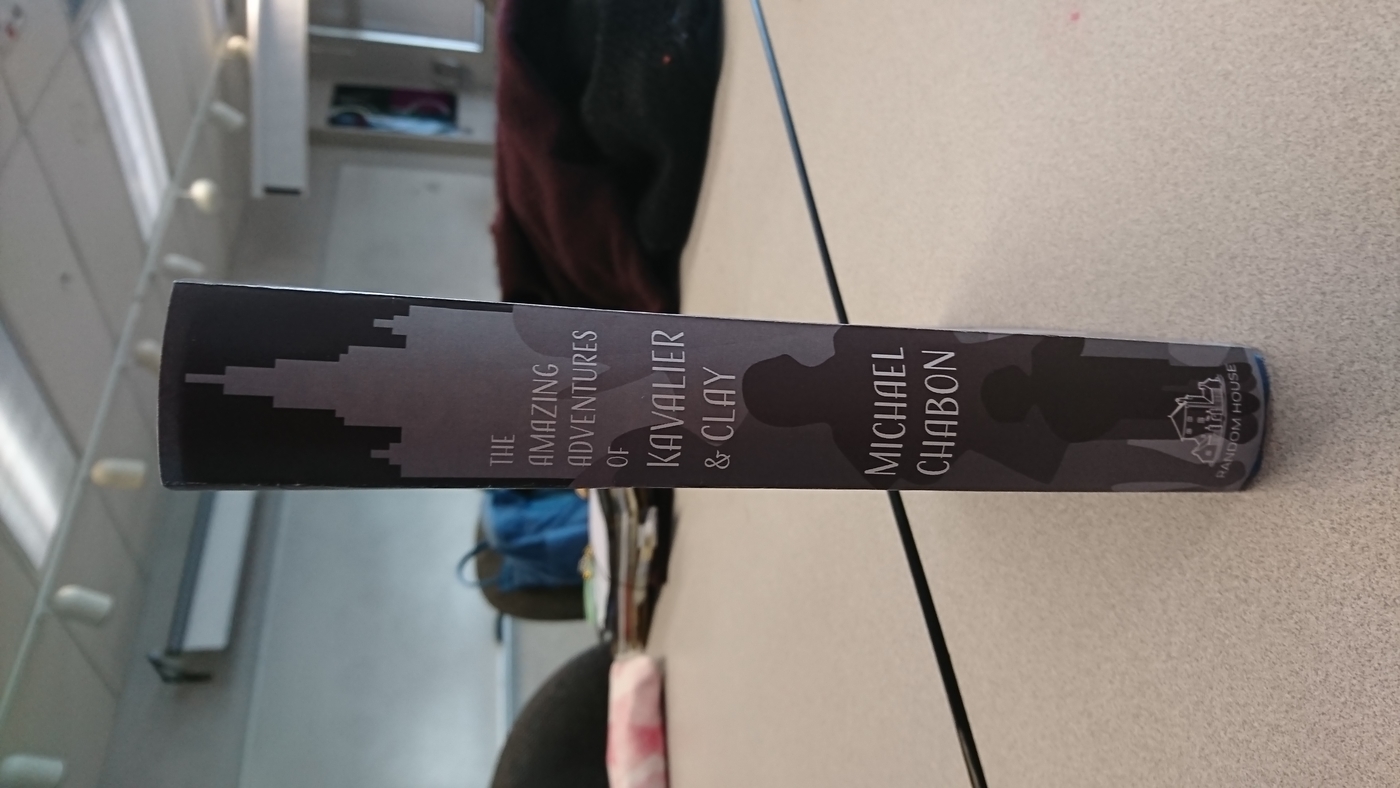 THE
AMAZING
ADVENTURES
OF
KAVALIER
& CLAY
MICHAEL
CHABON
RANDOM HOUSE